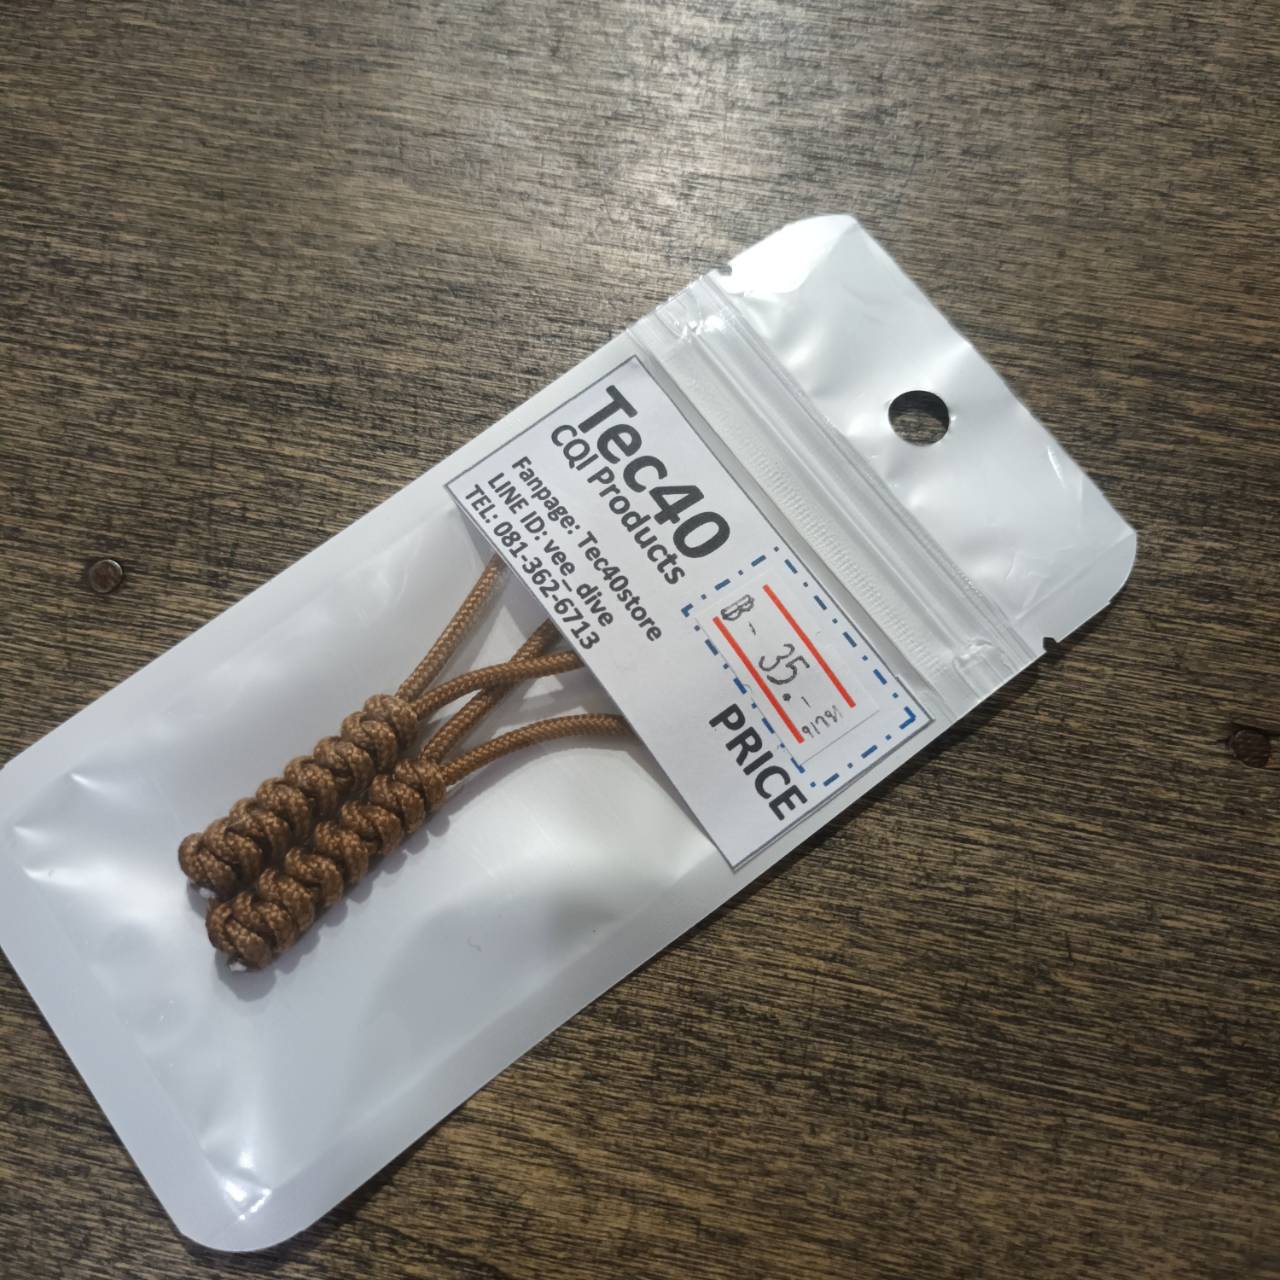 Tec40
CQI Products
Fanpage: Tec40store
LINE ID: vee_dive
TEL: 081-362-6713
B- 35.-
PRICE